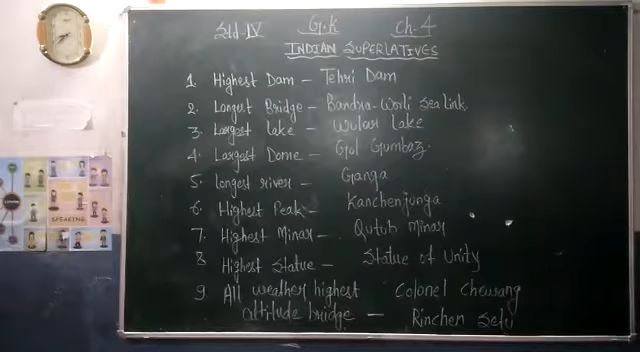 Std-IV G.k Ch-4
INDIAN SUPERLATIVES
1. Highest Dam – Tehri Dam
2. Longest Bridge – Bandra-Worli sea link
3. Largest Lake – Wular Lake
4. Largest Dome – Gol Gumbaz.
5. Longest river – Ganga
6. Highest Peak – Kanchenjunga
7. Highest Minar – Qutub Minar
8 Highest Statue – Statue of Unity
9 All weather highest Colonel Chewang
altitude bridge – Rinchen Setu
SPEAKING